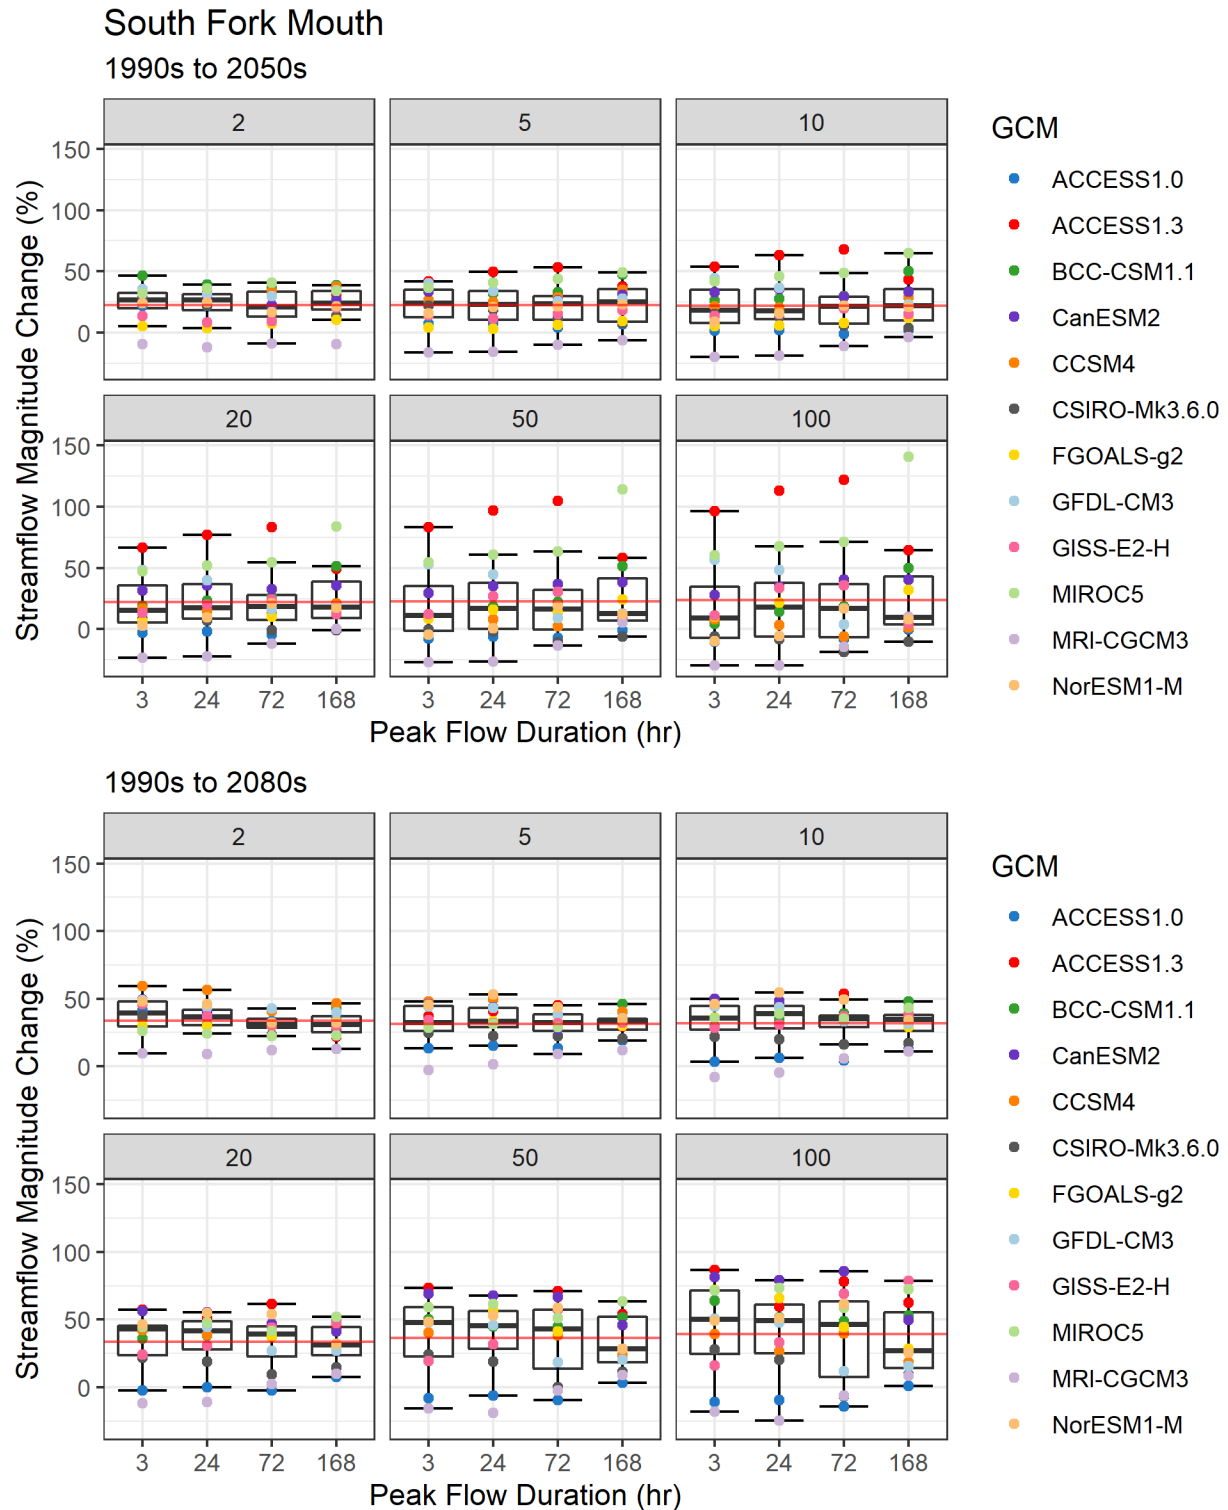 South Fork Mouth
1990s to 2050s
2 5 10
150
100
50
0
20 50 100
150
100
50
0
3 24 72 168 3 24 72 168 3 24 72 168
Peak Flow Duration (hr)
Streamflow Magnitude Change (%)
GCM
ACCESS1.0
ACCESS1.3
BCC-CSM1.1
CanESM2
CCSM4
CSIRO-Mk3.6.0
FGOALS-g2
GFDL-CM3
GISS-E2-H
MIROC5
MRI-CGCM3
NorESM1-M
1990s to 2080s
2 5 10
150
100
50
0
20 50 100
150
100
50
0
3 24 72 168 3 24 72 168 3 24 72 168
Peak Flow Duration (hr)
Streamflow Magnitude Change (%)
GCM
ACCESS1.0
ACCESS1.3
BCC-CSM1.1
CanESM2
CCSM4
CSIRO-Mk3.6.0
FGOALS-g2
GFDL-CM3
GISS-E2-H
MIROC5
MRI-CGCM3
NorESM1-M